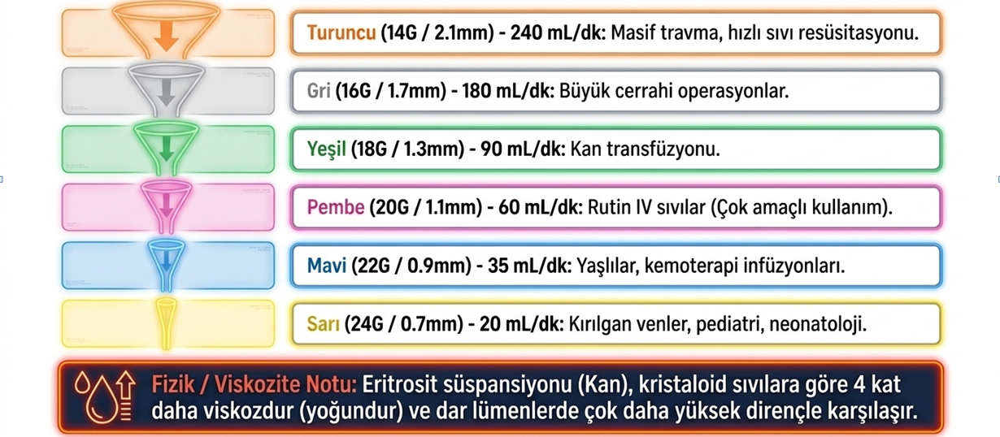 Turuncu (14G / 2.1mm) - 240 mL/dk: Masif travma, hızlı sıvı resüsitasyonu.
Gri (16G / 1.7mm) - 180 mL/dk: Büyük cerrahi operasyonlar.
Yeşil (18G / 1.3mm) - 90 mL/dk: Kan transfüzyonu.
Pembe (20G / 1.1mm) - 60 mL/dk: Rutin IV sıvılar (Çok amaçlı kullanım).
Mavi (22G / 0.9mm) - 35 mL/dk: Yaşlılar, kemoterapi infüzyonları.
Sarı (24G / 0.7mm) - 20 mL/dk: Kırılgan venler, pediatri, neonatoloji.
Fizik / Viskozite Notu: Eritrosit süspansiyonu (Kan), kristaloid sıvılara göre 4 kat
daha viskozdur (yoğundur) ve dar lümenlerde çok daha yüksek dirençle karşılaşır.